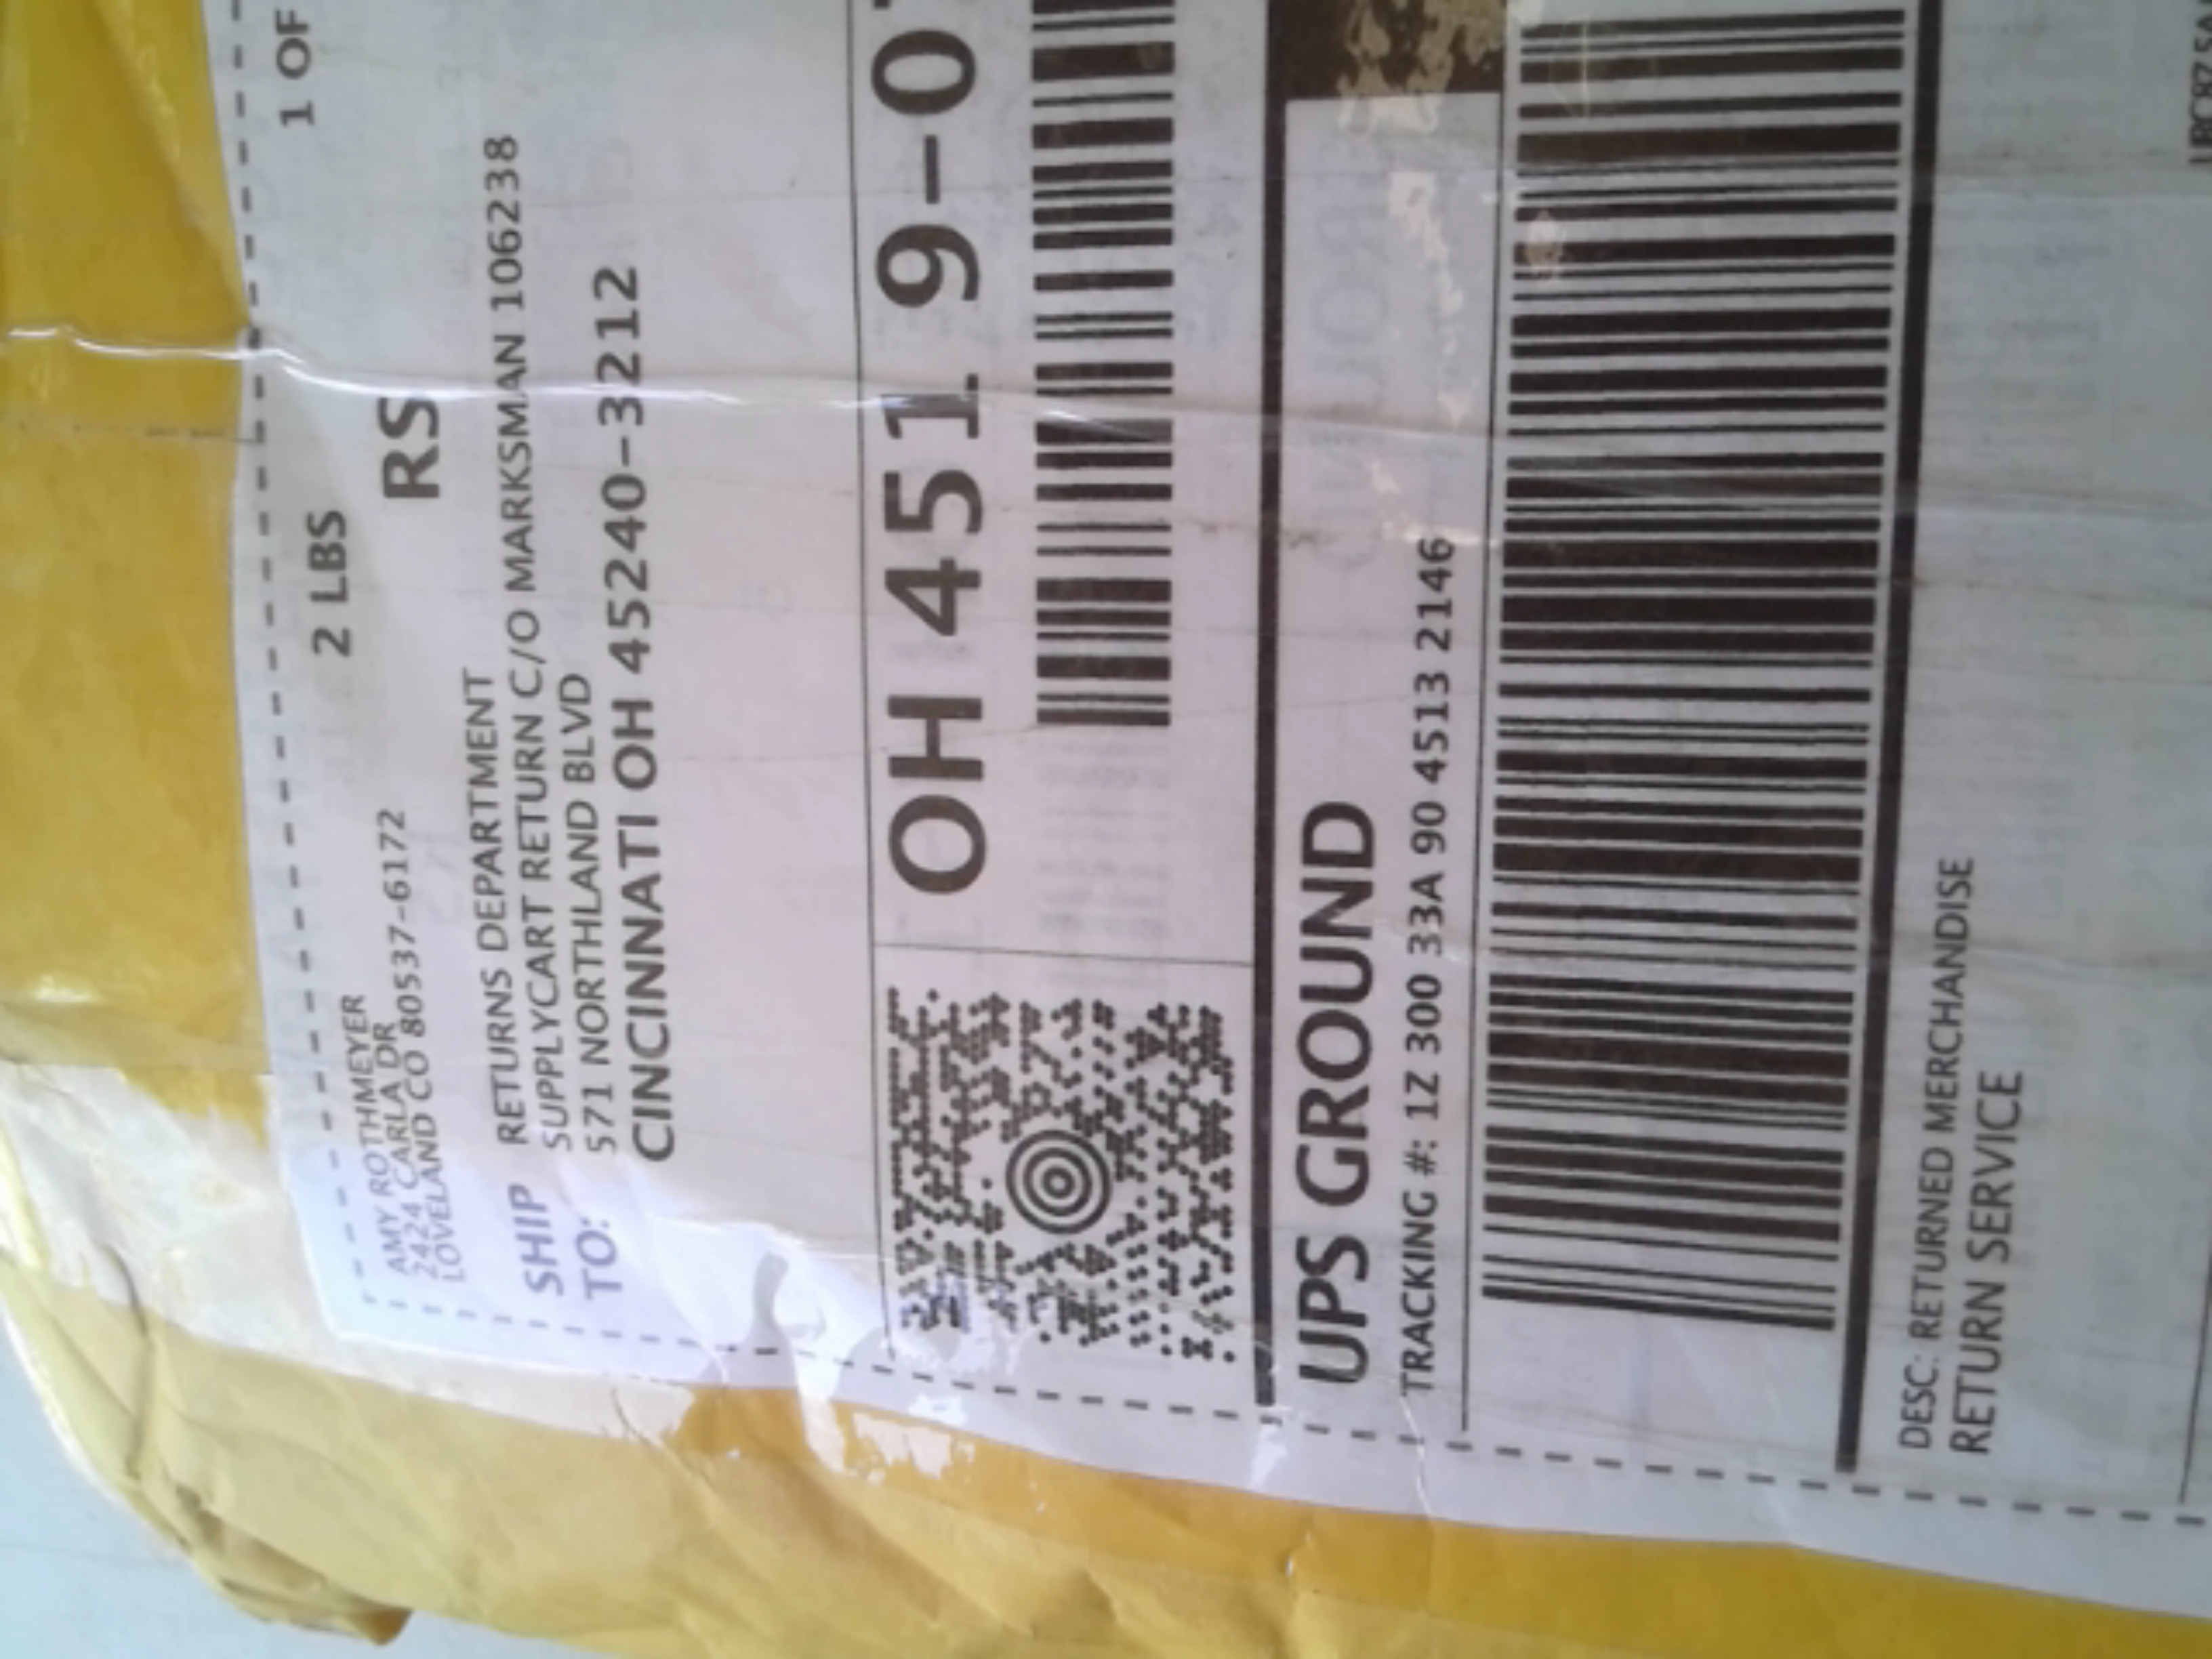 2 LBS
1 OF
AMY ROTHMEYER
2424 CARLA DR
LOVELAND CO 80537-6172
RS
SHIP
TO:
RETURNS DEPARTMENT
SUPPLYCART RETURN C/O MARKSMAN 106238
571 NORTHLAND BLVD
CINCINNATI OH 45240-3212
OH 451 9-0
UPS GROUND
TRACKING #: 1Z 300 33A 90 4513 2146
DESC: RETURNED MERCHANDISE
RETURN SERVICE